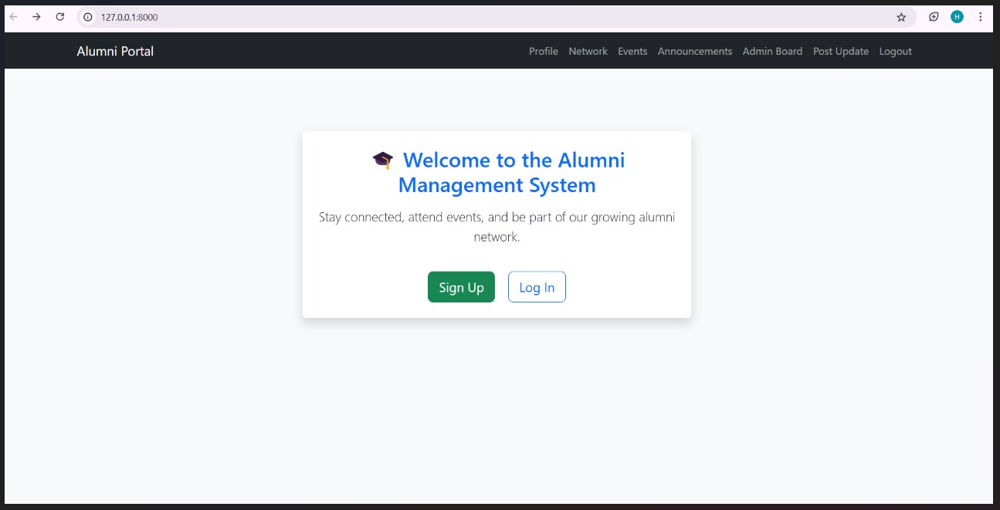 127.0.0.1:8000
H
Alumni Portal Profile Network Events Announcements Admin Board Post Update Logout
🎓 Welcome to the Alumni
Management System
Stay connected, attend events, and be part of our growing alumni
network.
Sign Up Log In